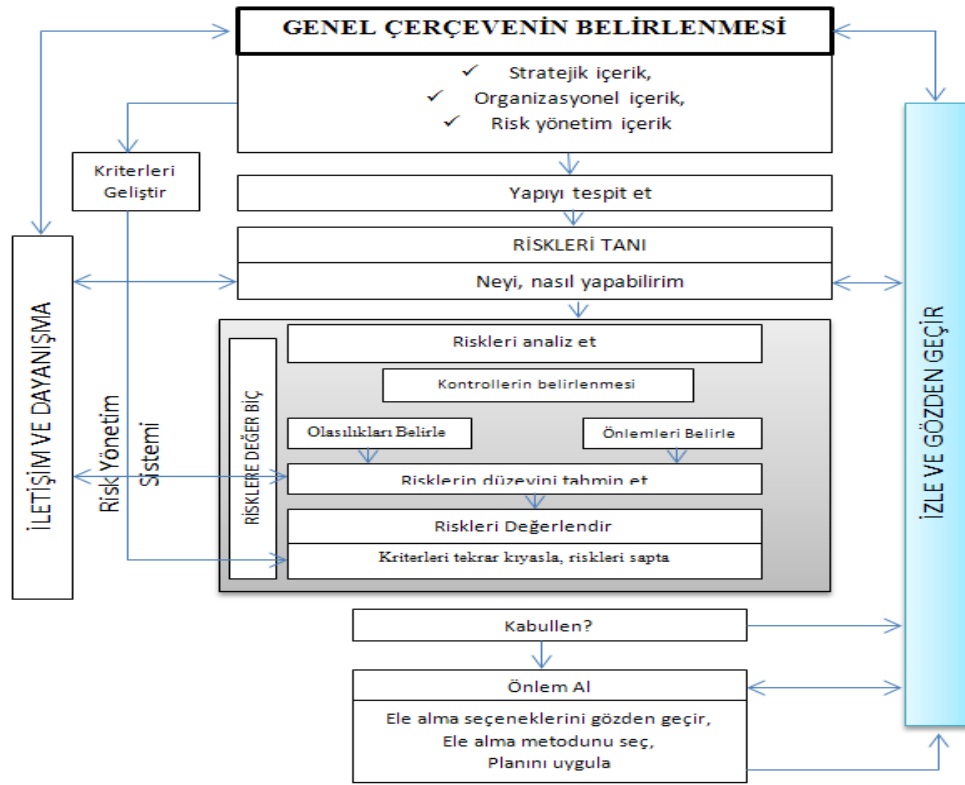 GENEL ÇERÇEVENİN BELİRLENMESİ
✓ Stratejik içerik,
✓ Organizasyonel içerik,
✓ Risk yönetim içerik
Kriterleri
Geliştir
Yapıyı tespit et
RİSKLERİ TANI
Neyi, nasıl yapabilirim
İLETİŞİM VE DAYANIŞMA
Risk Yönetim
Sistemi
RİSKLERE DEĞER BİÇ
Riskleri analiz et
Kontrollerin belirlenmesi
Olasılıkları Belirle
Önlemleri Belirle
Risklerin düzeyini tahmin et
Riskleri Değerlendir
Kriterleri tekrar kıyasla, riskleri sapta
İZLE VE GÖZDEN GEÇİR
Kabullen?
Önlem Al
Ele alma seçeneklerini gözden geçir,
Ele alma metodunu seç,
Planını uygula